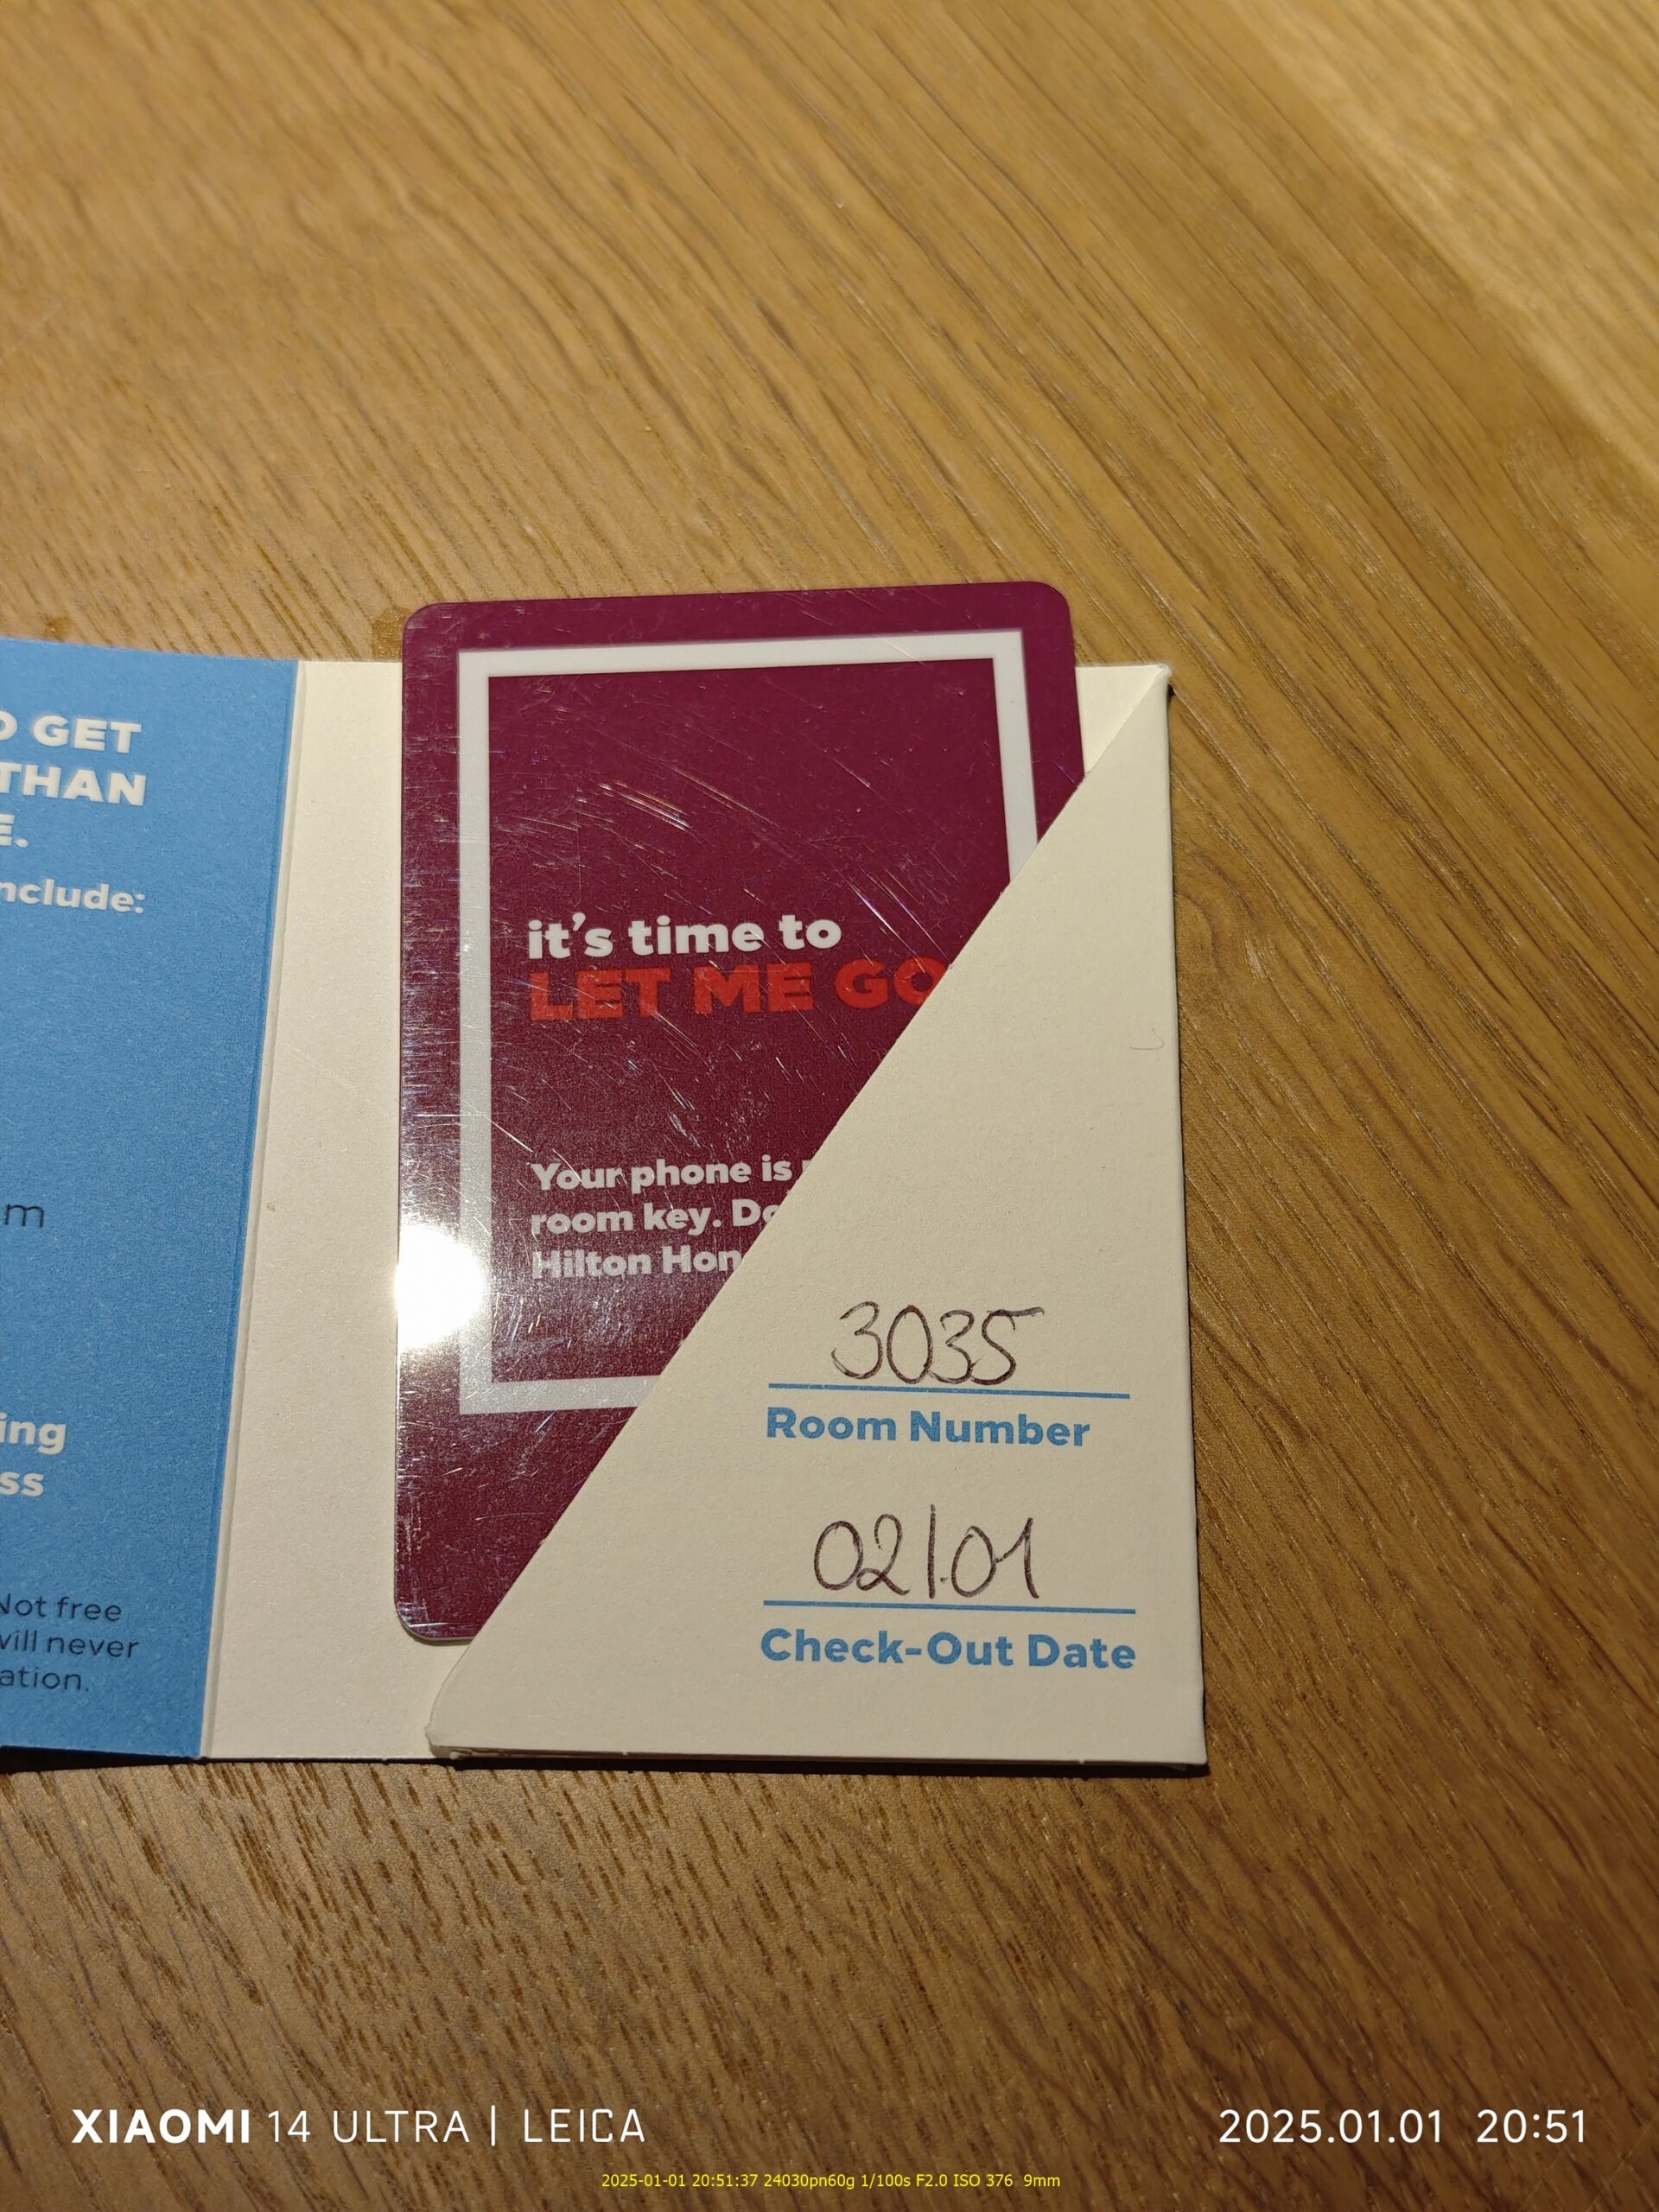 GET
THAN
E.
nclude:
m
ing
ss
Not free
will never
ation.
it's time to
LET ME GO
Your phone is
room key. Do
Hilton Hon
3035
Room Number
02/01
Check-Out Date
XIAOMI 14 ULTRA | LEICA
2025.01.01 20:51
2025-01-01 20:51:37 24030pn60g 1/100s F2.0 ISO 376 9mm